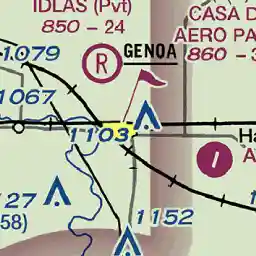 IDLAS (Pvt)
850 - 24
CASA D
AERO PA
860 - 3
GENOA
R
1079
1067
1103
Ha
I
27
58)
1152